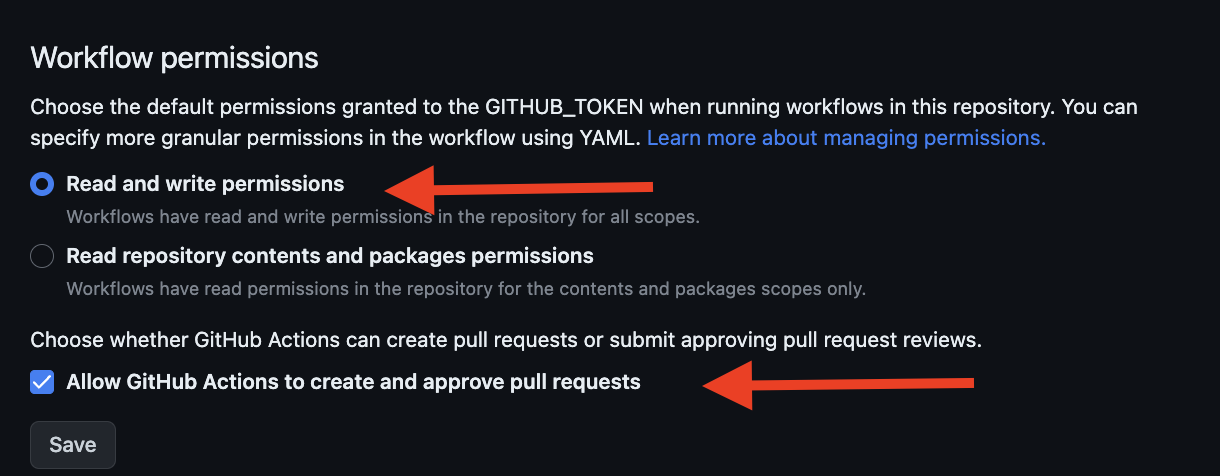 Workflow permissions
Choose the default permissions granted to the GITHUB_TOKEN when running workflows in this repository. You can
specify more granular permissions in the workflow using YAML. Learn more about managing permissions.
Read and write permissions
Workflows have read and write permissions in the repository for all scopes.
Read repository contents and packages permissions
Workflows have read permissions in the repository for the contents and packages scopes only.
Choose whether GitHub Actions can create pull requests or submit approving pull request reviews.
Allow GitHub Actions to create and approve pull requests
Save